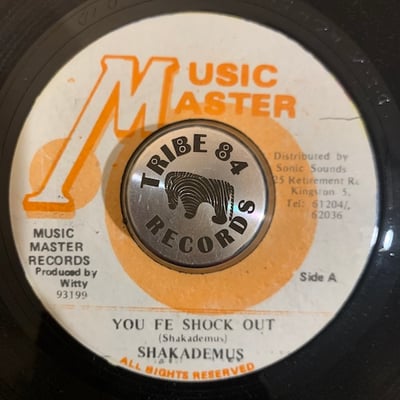 MUSIC
MASTER
TRIBE 84
RECORDS
Distributed by
Sonic Sounds
25 Retirement Rd
Kingston 5.
Tel: 61204/,
62036
MUSIC
MASTER
RECORDS
Produced by
Witty
93199
Side A
YOU FE SHOCK OUT
(Shakademus)
SHAKADEMUS
ALL RIGHTS RESERVED